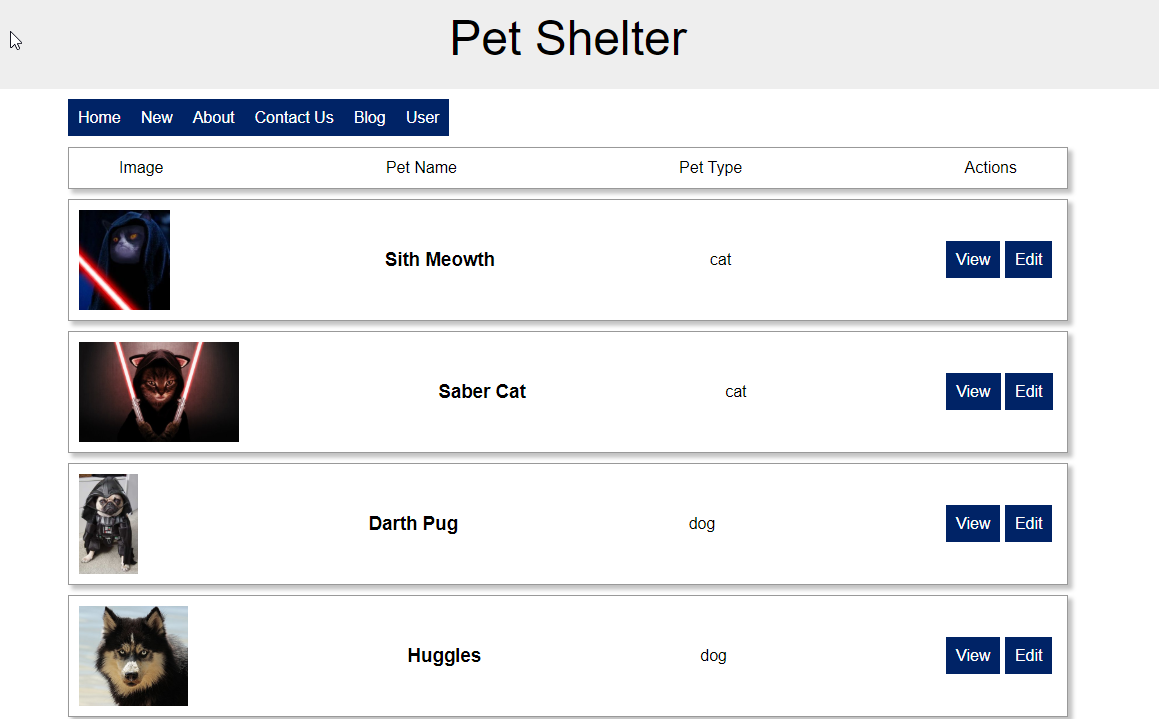 Pet Shelter
Home New About Contact Us Blog User
Image Pet Name Pet Type Actions
Sith Meowth cat View Edit
Saber Cat cat View Edit
Darth Pug dog View Edit
Huggles dog View Edit